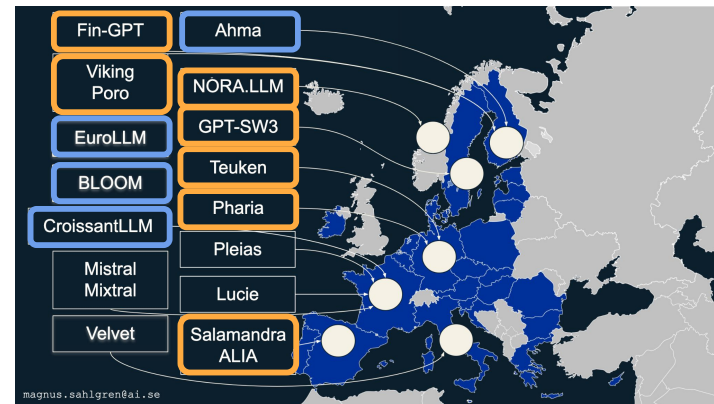 Fin-GPT
Ahma
Viking
Poro
NORA.LLM
EuroLLM
GPT-SW3
BLOOM
Teuken
CroissantLLM
Pharia
Mistral
Mixtral
Pleias
Lucie
Velvet
Salamandra
ALIA
magnus.sahlgren@ai.se